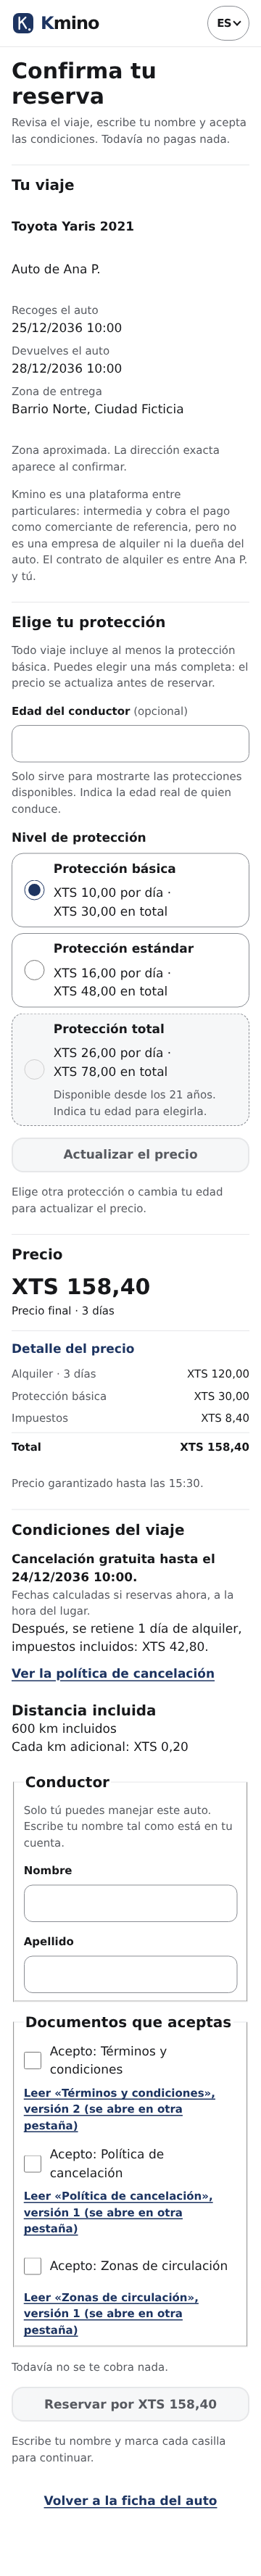 Kmino
ES
Confirma tu
reserva
Revisa el viaje, escribe tu nombre y acepta
las condiciones. Todavía no pagas nada.
Tu viaje
Toyota Yaris 2021
Auto de Ana P.
Recoges el auto
25/12/2036 10:00
Devuelves el auto
28/12/2036 10:00
Zona de entrega
Barrio Norte, Ciudad Ficticia
Zona aproximada. La dirección exacta
aparece al confirmar.
Kmino es una plataforma entre
particulares: intermedia y cobra el pago
como comerciante de referencia, pero no
es una empresa de alquiler ni la dueña del
auto. El contrato de alquiler es entre Ana P.
y tú.
Elige tu protección
Todo viaje incluye al menos la protección
básica. Puedes elegir una más completa: el
precio se actualiza antes de reservar.
Edad del conductor (opcional)
Solo sirve para mostrarte las protecciones
disponibles. Indica la edad real de quien
conduce.
Nivel de protección
Protección básica
XTS 10,00 por día ·
XTS 30,00 en total
Protección estándar
XTS 16,00 por día ·
XTS 48,00 en total
Protección total
XTS 26,00 por día ·
XTS 78,00 en total
Disponible desde los 21 años.
Indica tu edad para elegirla.
Actualizar el precio
Elige otra protección o cambia tu edad
para actualizar el precio.
Precio
XTS 158,40
Precio final · 3 días
Detalle del precio
Alquiler · 3 días XTS 120,00
Protección básica XTS 30,00
Impuestos XTS 8,40
Total XTS 158,40
Precio garantizado hasta las 15:30.
Condiciones del viaje
Cancelación gratuita hasta el
24/12/2036 10:00.
Fechas calculadas si reservas ahora, a la
hora del lugar.
Después, se retiene 1 día de alquiler,
impuestos incluidos: XTS 42,80.
Ver la política de cancelación
Distancia incluida
600 km incluidos
Cada km adicional: XTS 0,20
Conductor
Solo tú puedes manejar este auto.
Escribe tu nombre tal como está en tu
cuenta.
Nombre
Apellido
Documentos que aceptas
Acepto: Términos y
condiciones
Leer «Términos y condiciones»,
versión 2 (se abre en otra
pestaña)
Acepto: Política de
cancelación
Leer «Política de cancelación»,
versión 1 (se abre en otra
pestaña)
Acepto: Zonas de circulación
Leer «Zonas de circulación»,
versión 1 (se abre en otra
pestaña)
Todavía no se te cobra nada.
Reservar por XTS 158,40
Escribe tu nombre y marca cada casilla
para continuar.
Volver a la ficha del auto